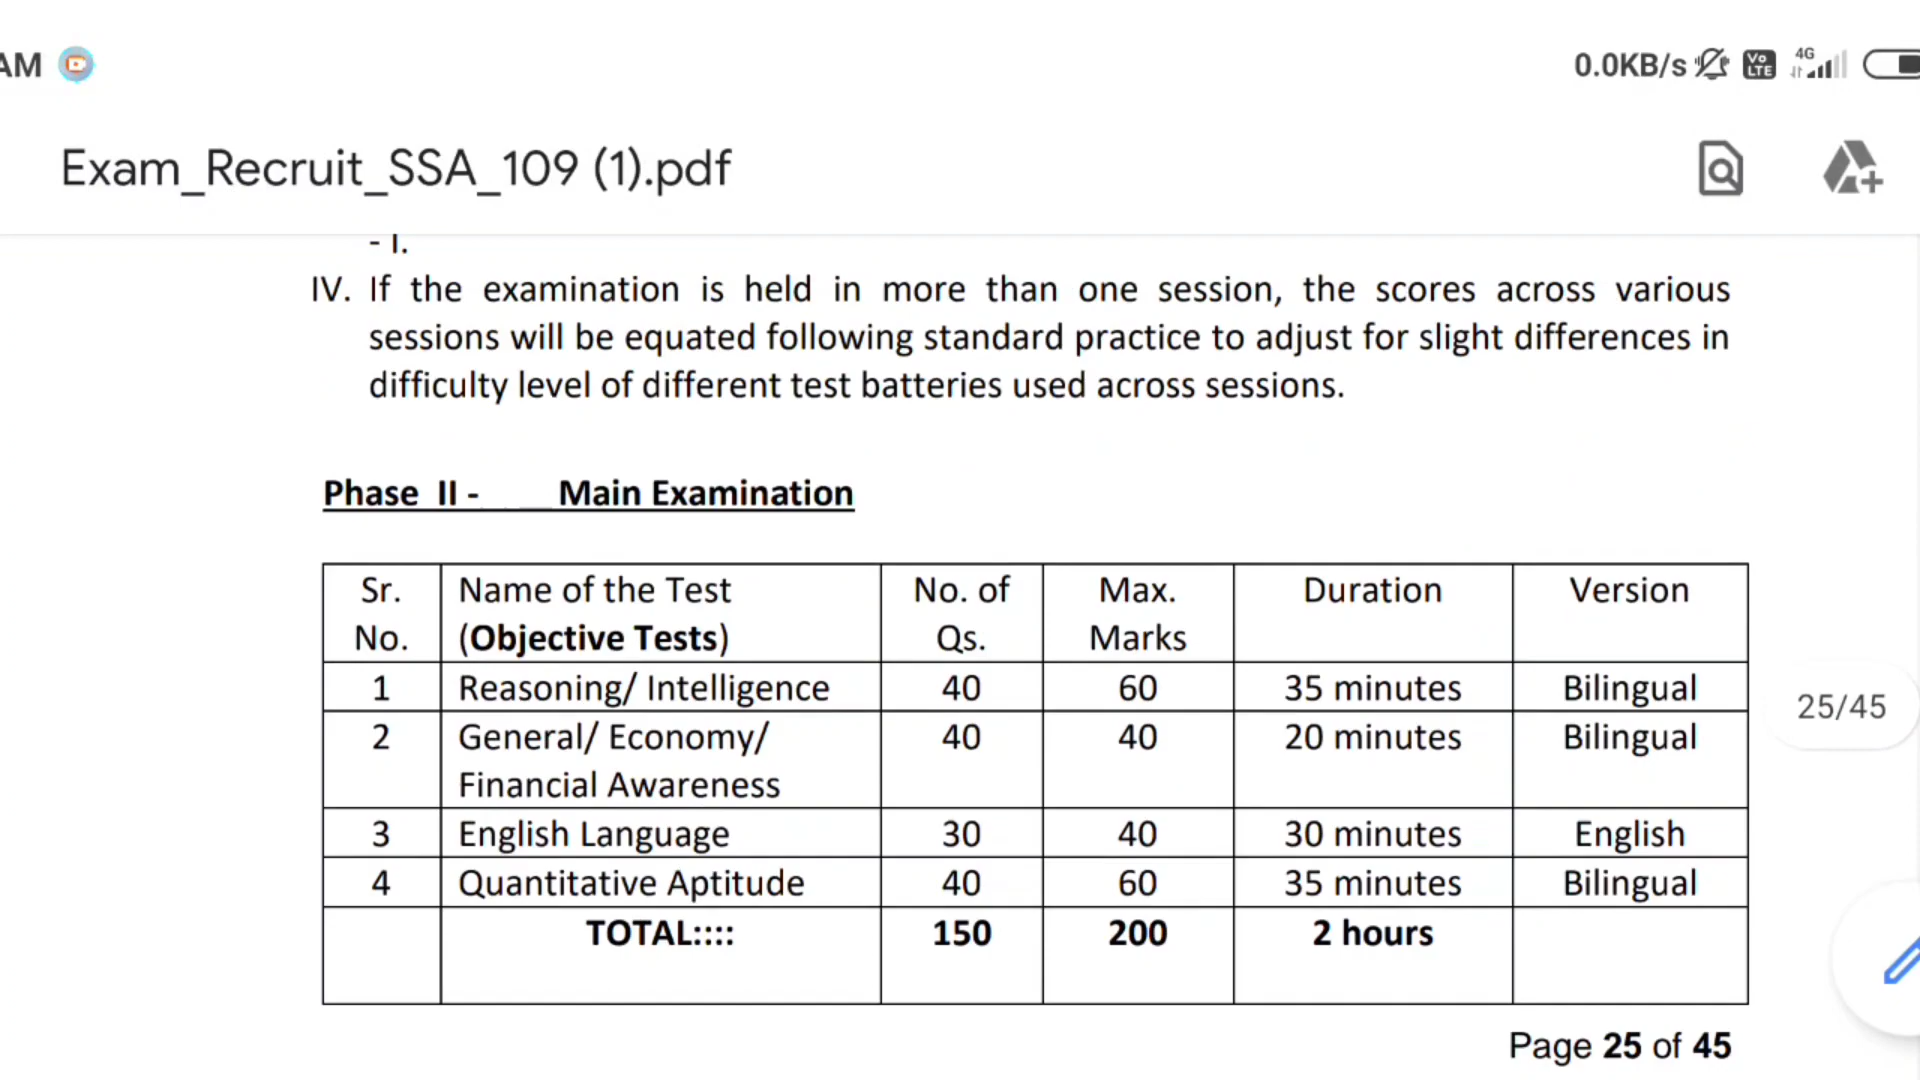 AM
0.0KB/s Vo LTE 4G
Exam_Recruit_SSA_109 (1).pdf
- I.
IV. If the examination is held in more than one session, the scores across various
sessions will be equated following standard practice to adjust for slight differences in
difficulty level of different test batteries used across sessions.
Phase II - Main Examination
Sr. No. Name of the Test (Objective Tests) No. of Qs. Max. Marks Duration Version
1 Reasoning/ Intelligence 40 60 35 minutes Bilingual
2 General/ Economy/ Financial Awareness 40 40 20 minutes Bilingual
3 English Language 30 40 30 minutes English
4 Quantitative Aptitude 40 60 35 minutes Bilingual
TOTAL:::: 150 200 2 hours
25/45
Page 25 of 45